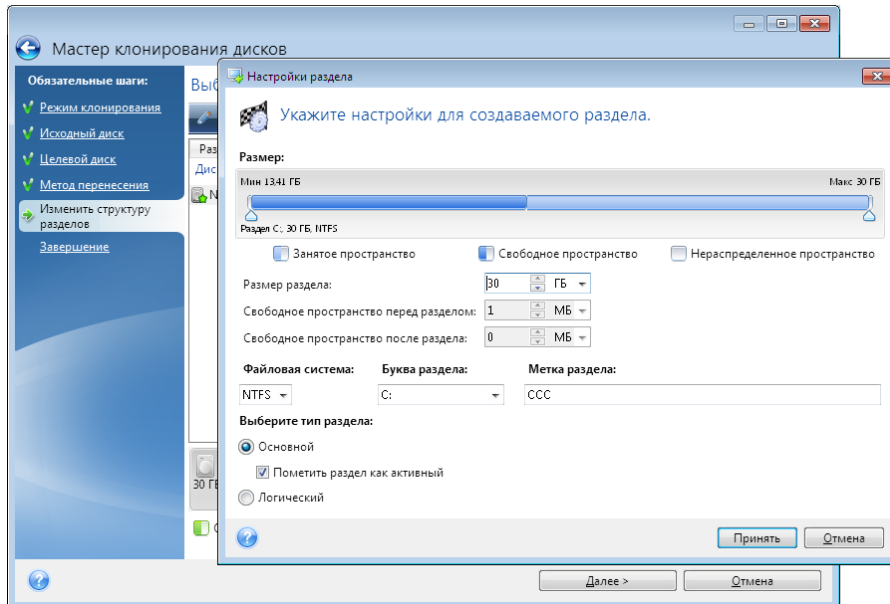 Мастер клонирования дисков
Обязательные шаги:
Режим клонирования
Исходный диск
Целевой диск
Метод перенесения
Изменить структуру
разделов
Завершение
30 ГБ
Настройки раздела
Укажите настройки для создаваемого раздела.
Размер:
Мин 13,41 ГБ
Макс 30 ГБ
Раздел C:, 30 ГБ, NTFS
Занятое пространство
Свободное пространство
Нераспределенное пространство
Размер раздела: 30 ГБ
Свободное пространство перед разделом: 1 МБ
Свободное пространство после раздела: 0 МБ
Файловая система: Буква раздела: Метка раздела:
NTFS C: CCC
Выберите тип раздела:
Основной
Пометить раздел как активный
Логический
Принять Отмена
Далее > Отмена